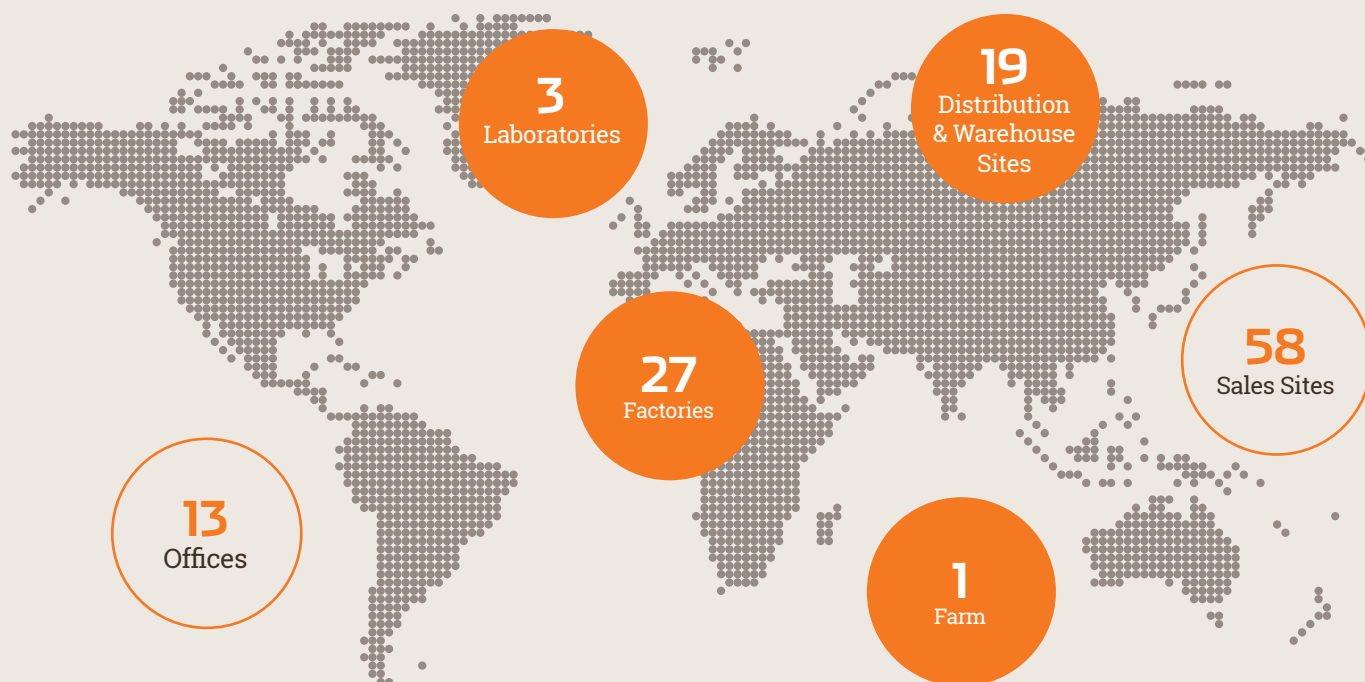 3
Laboratories
19
Distribution
& Warehouse
Sites
58
Sales Sites
27
Factories
13
Offices
1
Farm